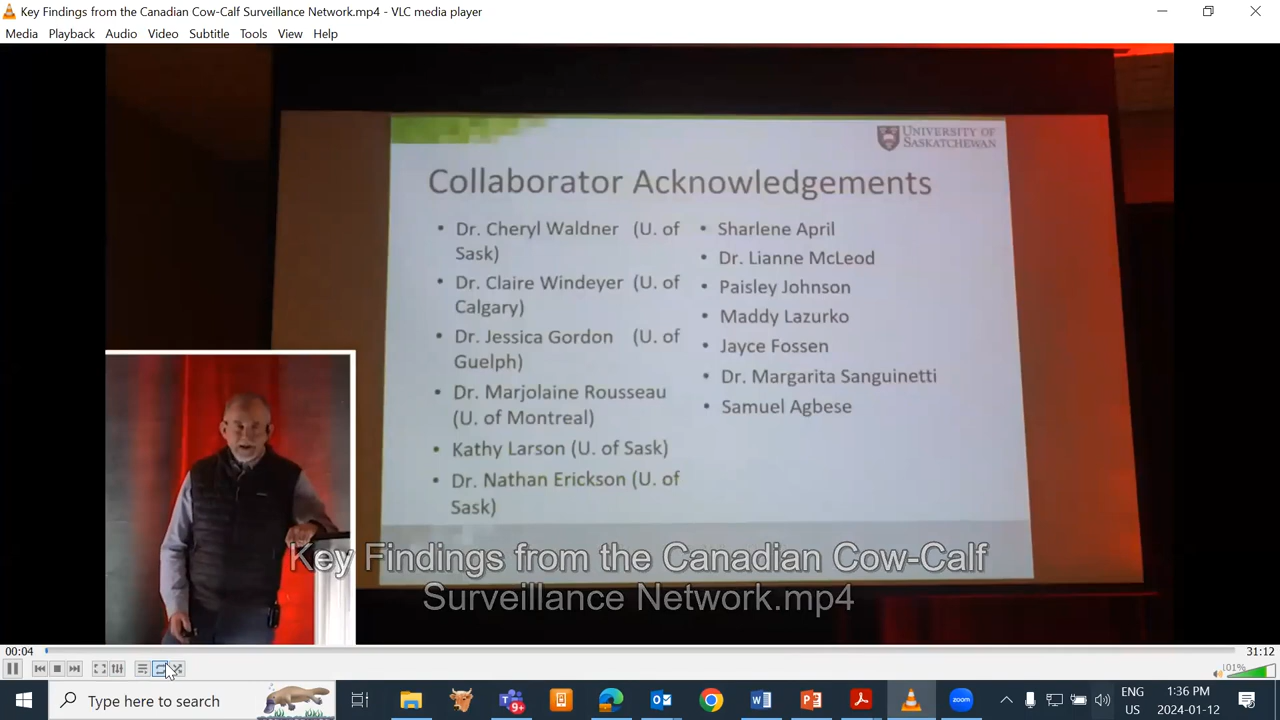 Key Findings from the Canadian Cow-Calf Surveillance Network.mp4 - VLC media player
Media Playback Audio Video Subtitle Tools View Help
UNIVERSITY OF
SASKATCHEWAN
Collaborator Acknowledgements
• Dr. Cheryl Waldner (U. of
Sask)
• Dr. Claire Windeyer (U. of
Calgary)
• Dr. Jessica Gordon (U. of
Guelph)
• Dr. Marjolaine Rousseau
(U. of Montreal)
• Kathy Larson (U. of Sask)
• Dr. Nathan Erickson (U. of
Sask)
• Sharlene April
• Dr. Lianne McLeod
• Paisley Johnson
• Maddy Lazurko
• Jayce Fossen
• Dr. Margarita Sanguinetti
• Samuel Agbese
Key Findings from the Canadian Cow-Calf
Surveillance Network.mp4
00:04
31:12
101%
Type here to search
9+
ENG
US
1:36 PM
2024-01-12
zoom